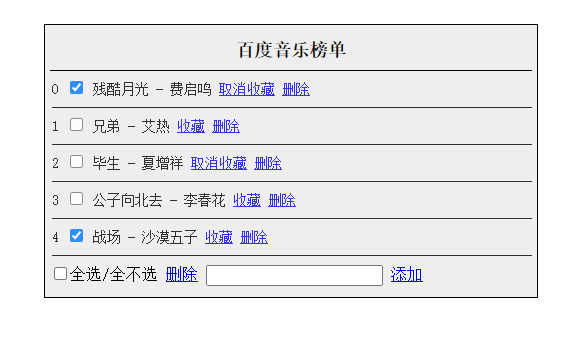 百度音乐榜单
0 残酷月光 - 费启鸣 取消收藏 删除
1 兄弟 - 艾热 收藏 删除
2 毕生 - 夏增祥 取消收藏 删除
3 公子向北去 - 李春花 收藏 删除
4 战场 - 沙漠五子 收藏 删除
全选/全不选 删除 添加